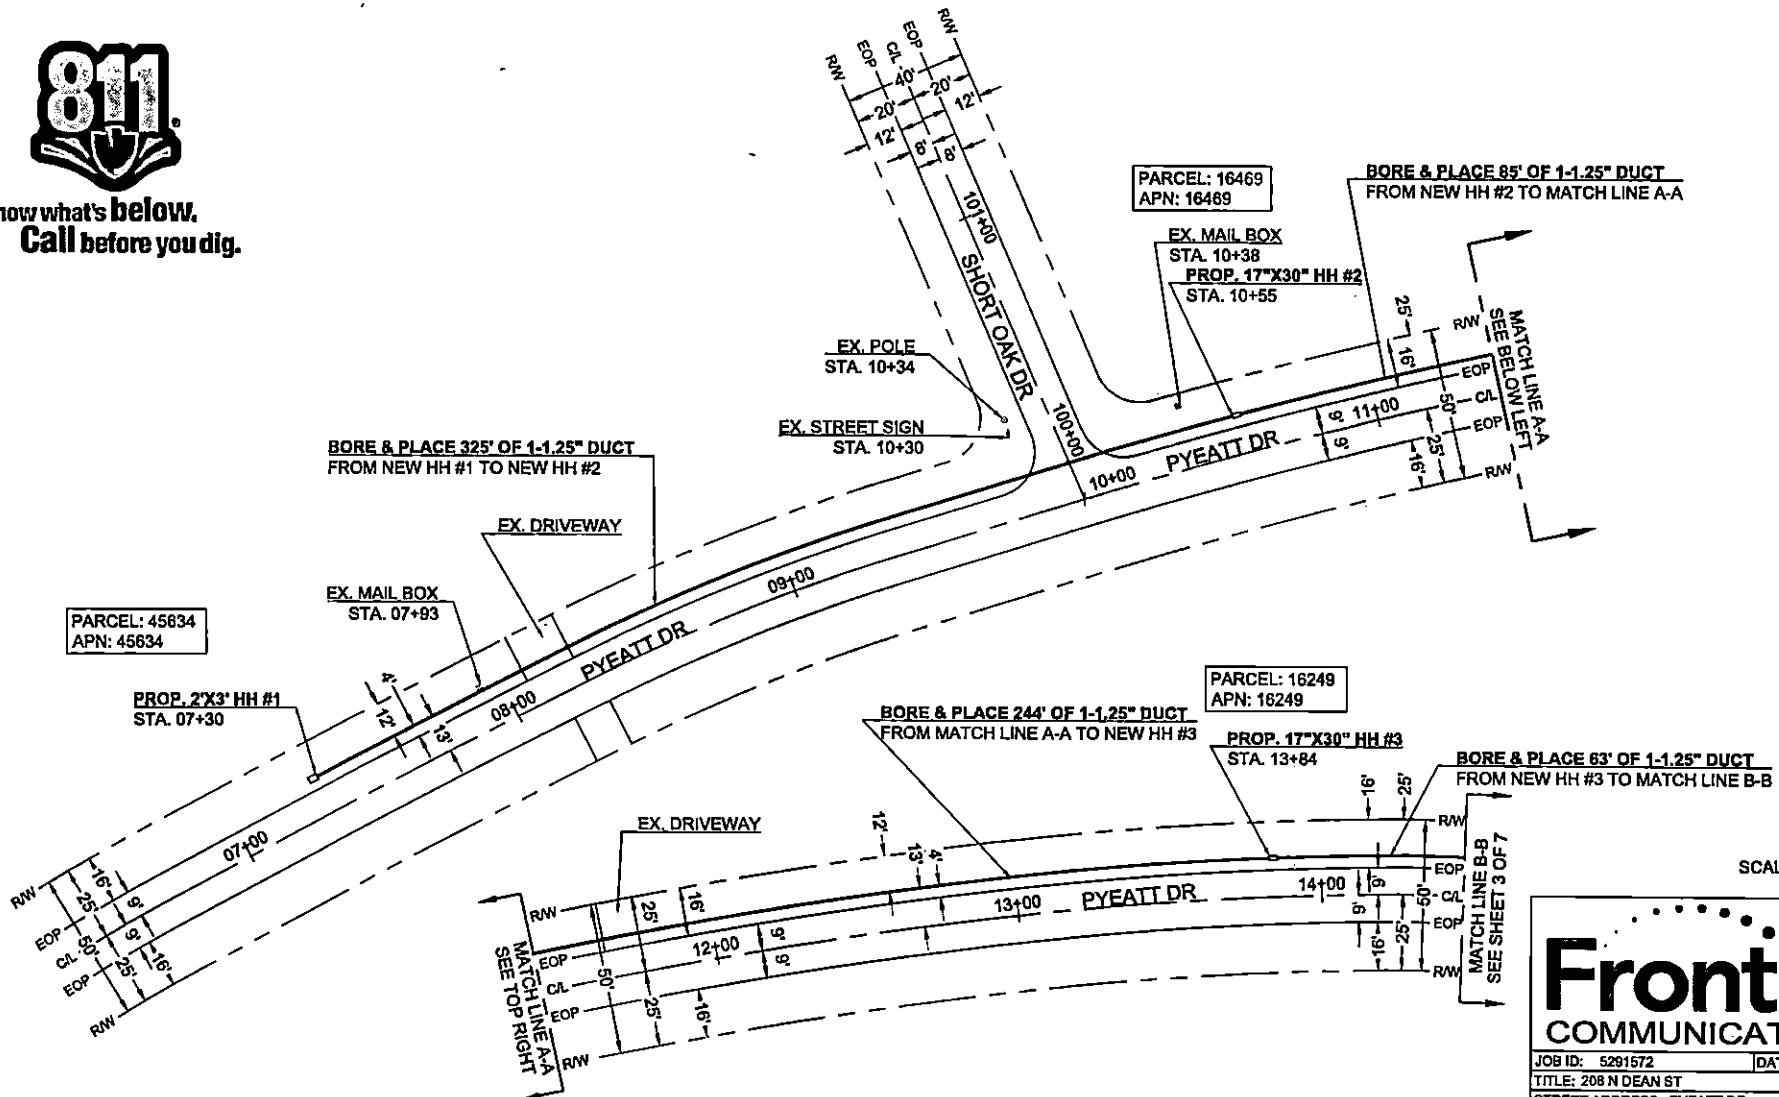 811
now what's below.
Call before you dig.
R/W
EOP
C/L
EOP
R/W
40'
20'
20'
12'
12'
8'
8'
101+00
SHORT OAK DR
100+00
PARCEL: 16469
APN: 16469
BORE & PLACE 85' OF 1-1.25" DUCT
FROM NEW HH #2 TO MATCH LINE A-A
EX. MAIL BOX
STA. 10+38
PROP. 17"X30" HH #2
STA. 10+55
EX. POLE
STA. 10+34
EX. STREET SIGN
STA. 10+30
25'
16'
R/W
EOP
C/L
EOP
R/W
50'
25'
16'
9'
9'
11+00
MATCH LINE A-A
SEE BELOW LEFT
PYEATT DR
10+00
BORE & PLACE 325' OF 1-1.25" DUCT
FROM NEW HH #1 TO NEW HH #2
EX. DRIVEWAY
EX. MAIL BOX
STA. 07+93
PARCEL: 45634
APN: 45634
PROP. 2'X3' HH #1
STA. 07+30
4'
12'
13'
09+00
PYEATT DR
08+00
07+00
R/W
EOP
C/L
EOP
R/W
16'
25'
50'
25'
9'
9'
16'
PARCEL: 16249
APN: 16249
BORE & PLACE 244' OF 1-1.25" DUCT
FROM MATCH LINE A-A TO NEW HH #3
PROP. 17"X30" HH #3
STA. 13+84
BORE & PLACE 63' OF 1-1.25" DUCT
FROM NEW HH #3 TO MATCH LINE B-B
EX. DRIVEWAY
12'
13'
4'
16'
25'
R/W
EOP
C/L
EOP
R/W
MATCH LINE A-A
SEE TOP RIGHT
25'
16'
50'
25'
16'
9'
9'
12+00
13+00
PYEATT DR
14+00
9'
9'
16'
25'
50'
R/W
EOP
C/L
EOP
R/W
MATCH LINE B-B
SEE SHEET 3 OF 7
SCAL
Front
COMMUNICAT
JOB ID: 5291572
DAT
TITLE: 208 N DEAN ST